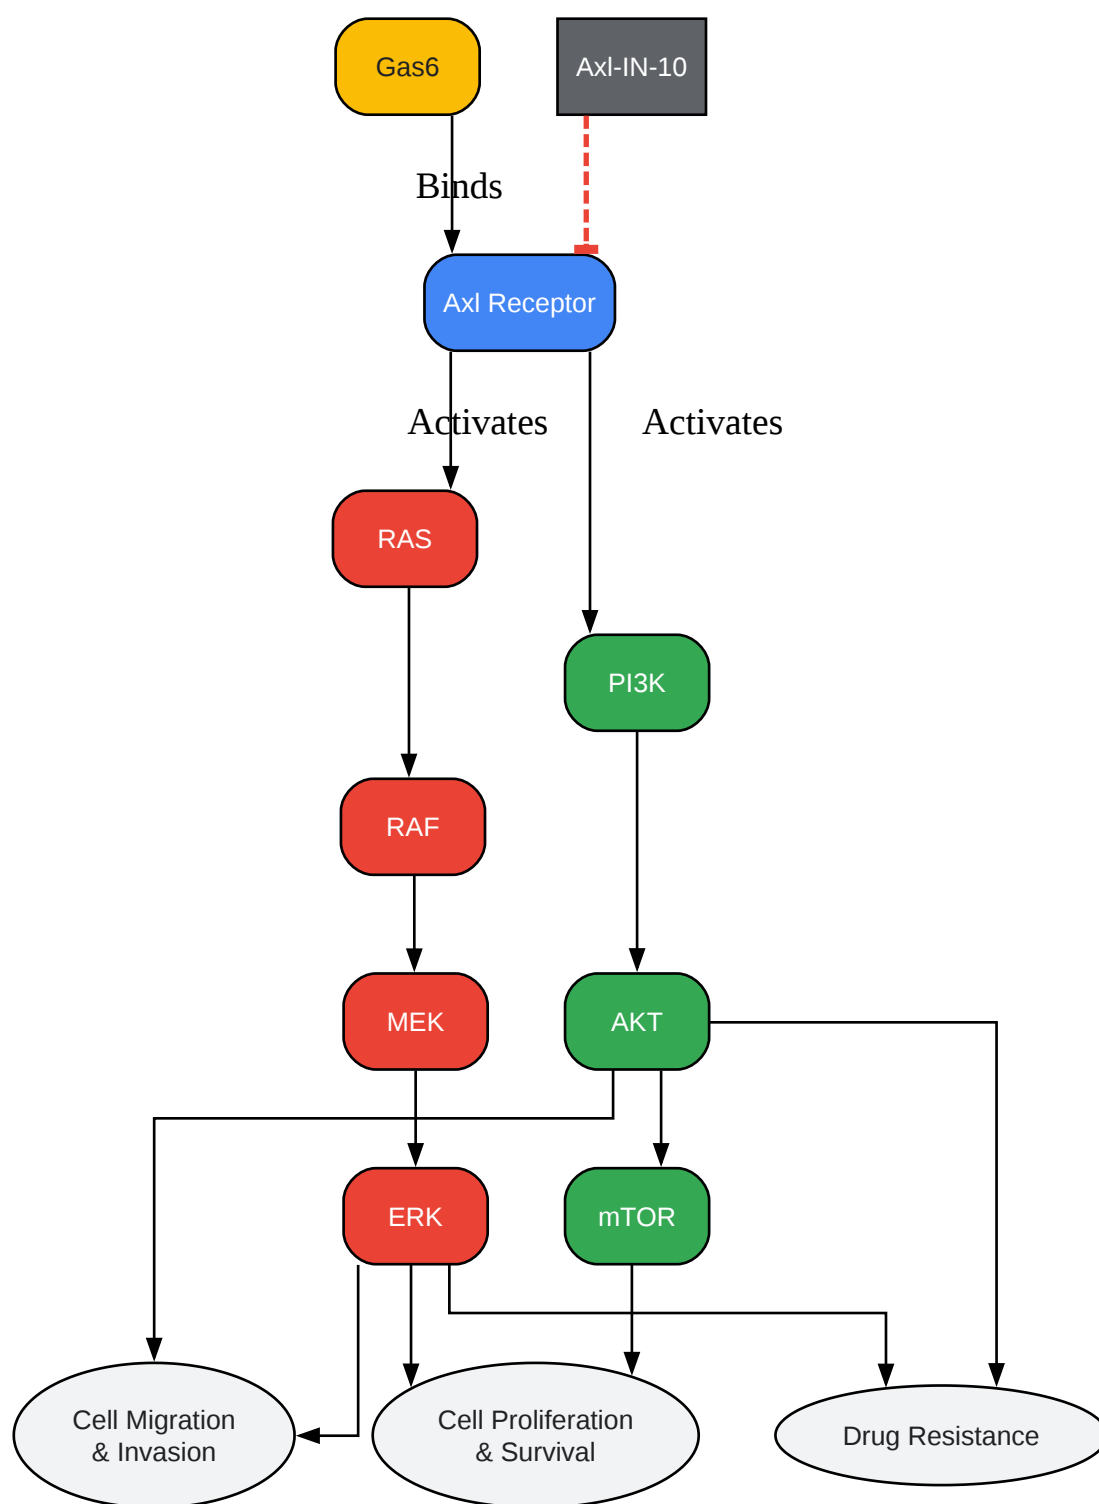 Gas6
Axl-IN-10
Binds
Axl Receptor
Activates
Activates
RAS
PI3K
RAF
MEK
AKT
ERK
mTOR
Cell Migration
& Invasion
Cell Proliferation
& Survival
Drug Resistance